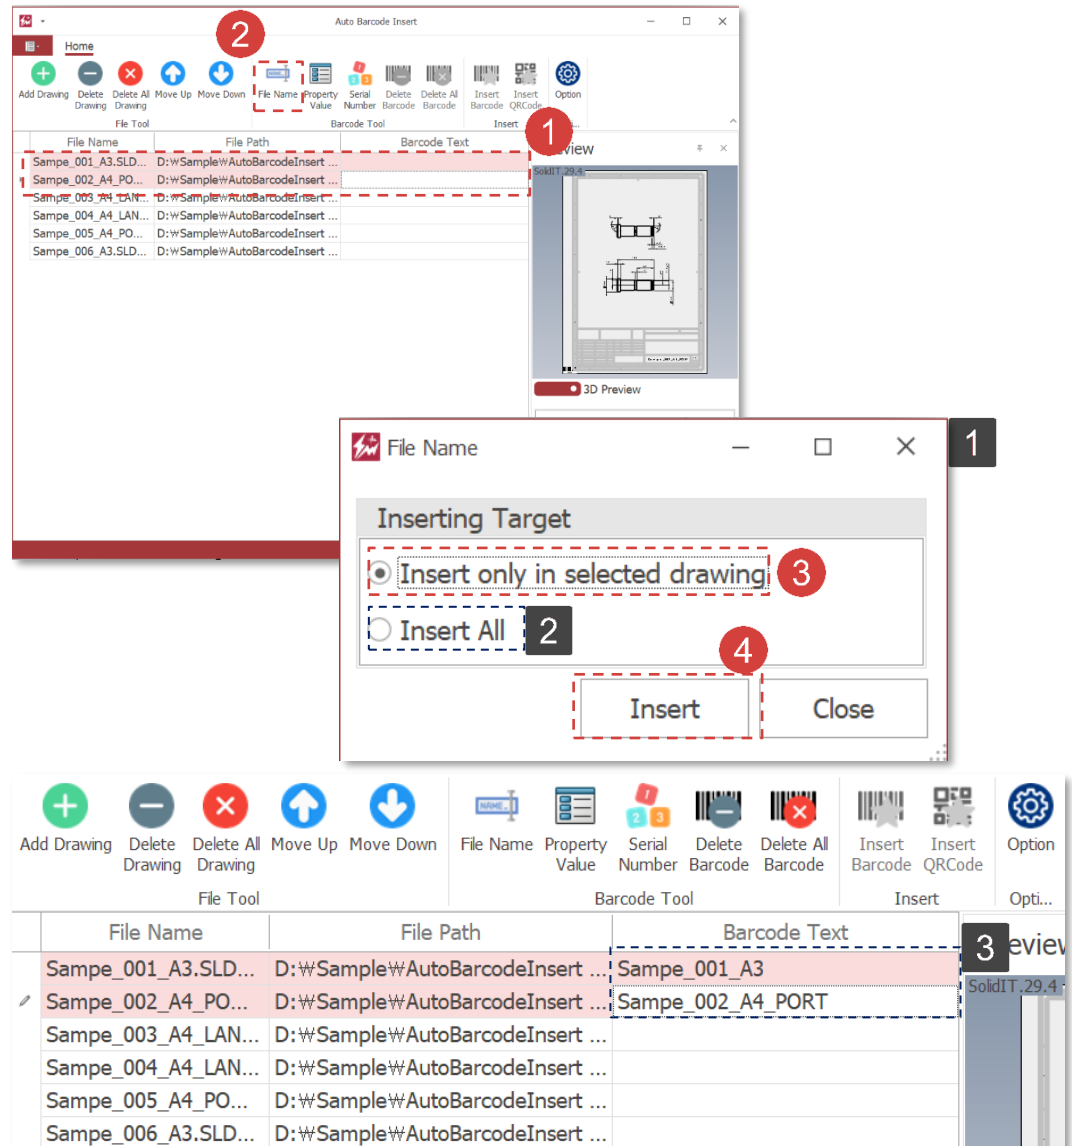 Auto Barcode Insert
2
Home
Add Drawing Delete Drawing Delete All Drawing Move Up Move Down File Name Property Value Serial Number Delete Barcode Delete All Barcode Insert Barcode Insert QRCode Option
File Tool Barcode Tool Insert
1
File Name File Path Barcode Text
Sampe_001_A3.SLD... D:₩Sample₩AutoBarcodeInsert ...
Sampe_002_A4_PO... D:₩Sample₩AutoBarcodeInsert ...
Sampe_003_A4_LAN... D:₩Sample₩AutoBarcodeInsert ...
Sampe_004_A4_LAN... D:₩Sample₩AutoBarcodeInsert ...
Sampe_005_A4_PO... D:₩Sample₩AutoBarcodeInsert ...
Sampe_006_A3.SLD... D:₩Sample₩AutoBarcodeInsert ...
SolidIT.29.4
3D Preview
File Name
1
Inserting Target
Insert only in selected drawing
3
Insert All
2
4
Insert Close
Add Drawing Delete Drawing Delete All Drawing Move Up Move Down File Name Property Value Serial Number Delete Barcode Delete All Barcode Insert Barcode Insert QRCode Option
File Tool Barcode Tool Insert Opti...
File Name File Path Barcode Text
3
eview
Sampe_001_A3.SLD... D:₩Sample₩AutoBarcodeInsert ... Sampe_001_A3
SolidIT.29.4
Sampe_002_A4_PO... D:₩Sample₩AutoBarcodeInsert ... Sampe_002_A4_PORT
Sampe_003_A4_LAN... D:₩Sample₩AutoBarcodeInsert ...
Sampe_004_A4_LAN... D:₩Sample₩AutoBarcodeInsert ...
Sampe_005_A4_PO... D:₩Sample₩AutoBarcodeInsert ...
Sampe_006_A3.SLD... D:₩Sample₩AutoBarcodeInsert ...